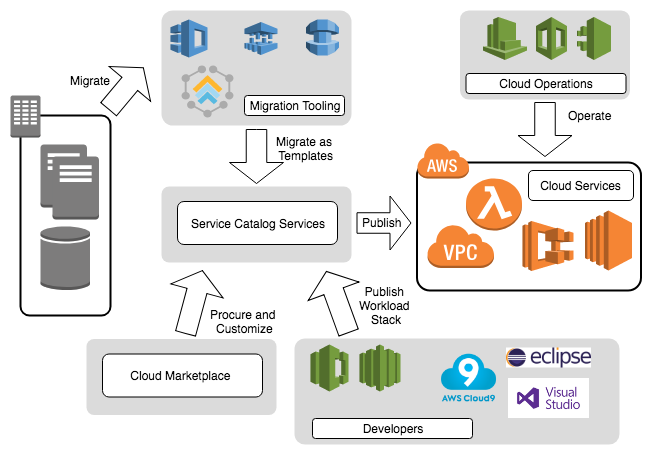 Migrate
Migration Tooling
Cloud Operations
Migrate as
Templates
Operate
AWS
Cloud Services
Service Catalog Services
Publish
VPC
Procure and
Customize
Publish
Workload
Stack
Cloud Marketplace
9
AWS Cloud9
eclipse
Visual
Studio
Developers